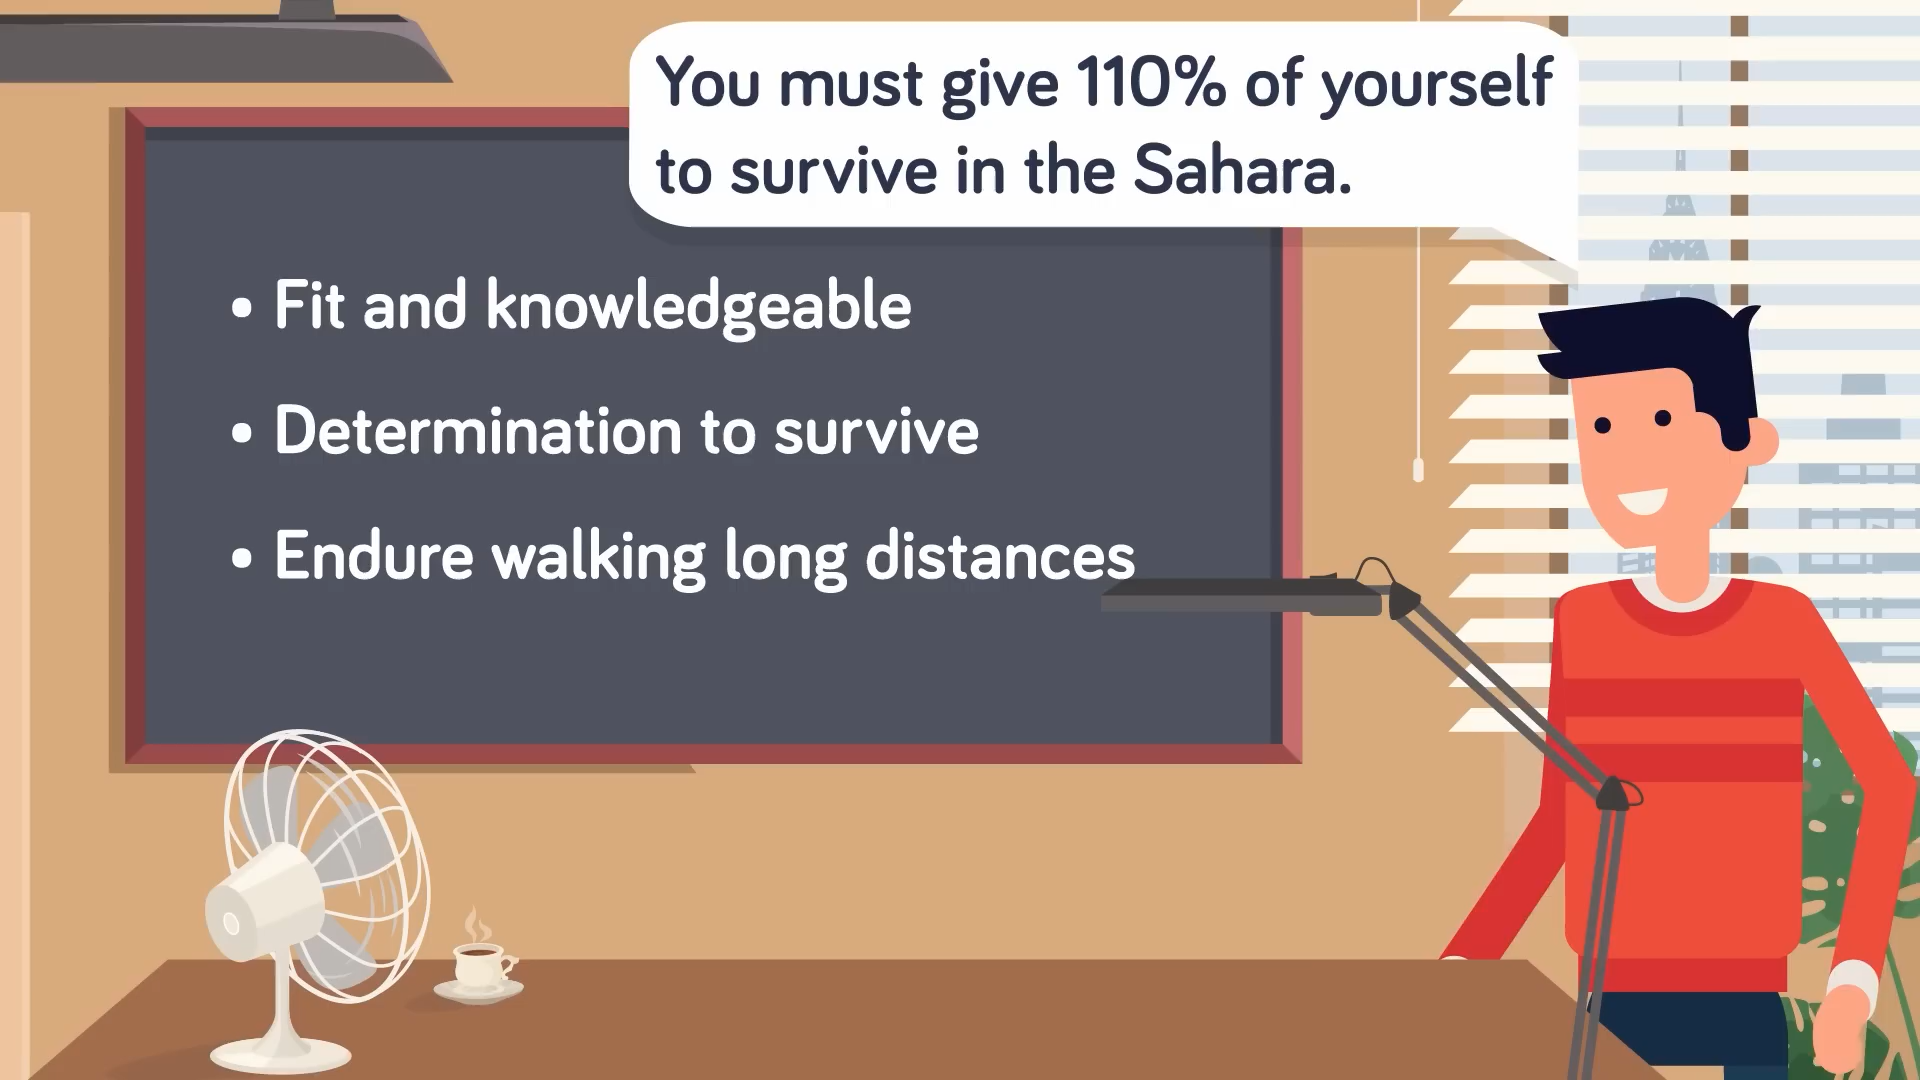 You must give 110% of yourself
to survive in the Sahara.
• Fit and knowledgeable
• Determination to survive
• Endure walking long distances